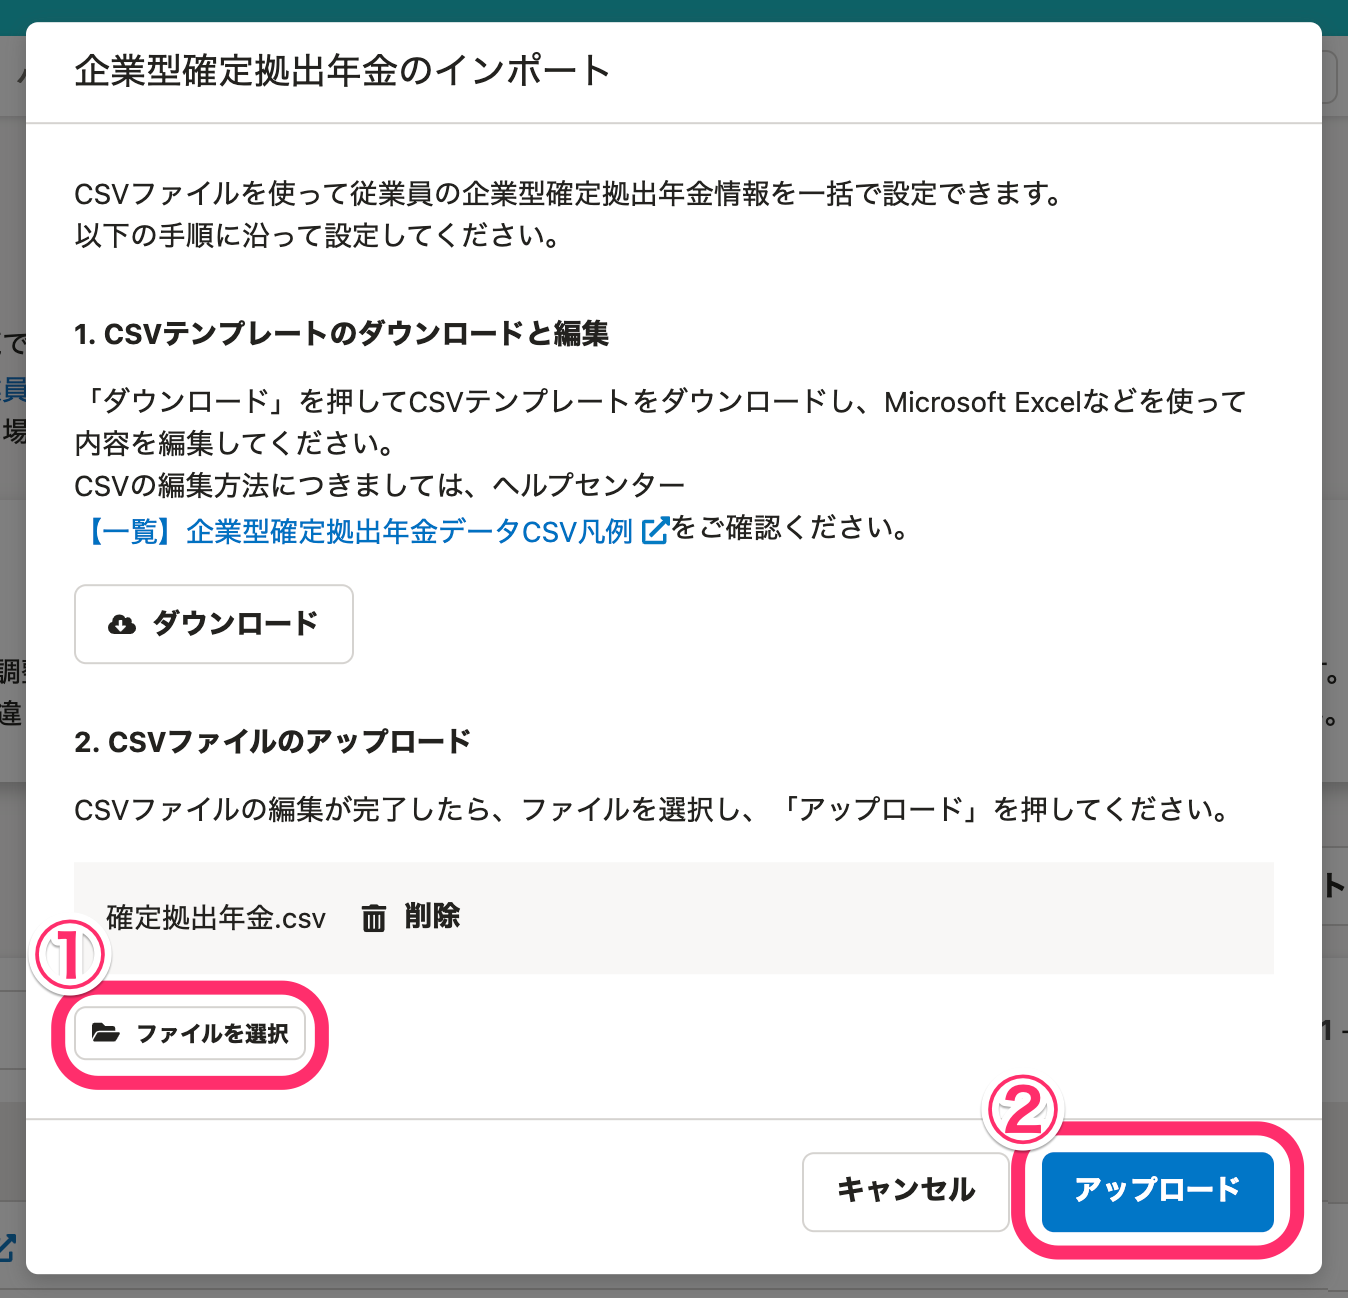 企業型確定拠出年金のインポート
CSVファイルを使って従業員の企業型確定拠出年金情報を一括で設定できます。
以下の手順に沿って設定してください。
1. CSVテンプレートのダウンロードと編集
「ダウンロード」を押してCSVテンプレートをダウンロードし、Microsoft Excelなどを使って
内容を編集してください。
CSVの編集方法につきましては、ヘルプセンター
【一覧】企業型確定拠出年金データCSV凡例 をご確認ください。
ダウンロード
2. CSVファイルのアップロード
CSVファイルの編集が完了したら、ファイルを選択し、「アップロード」を押してください。
確定拠出年金.csv 削除
①
ファイルを選択
②
キャンセル アップロード